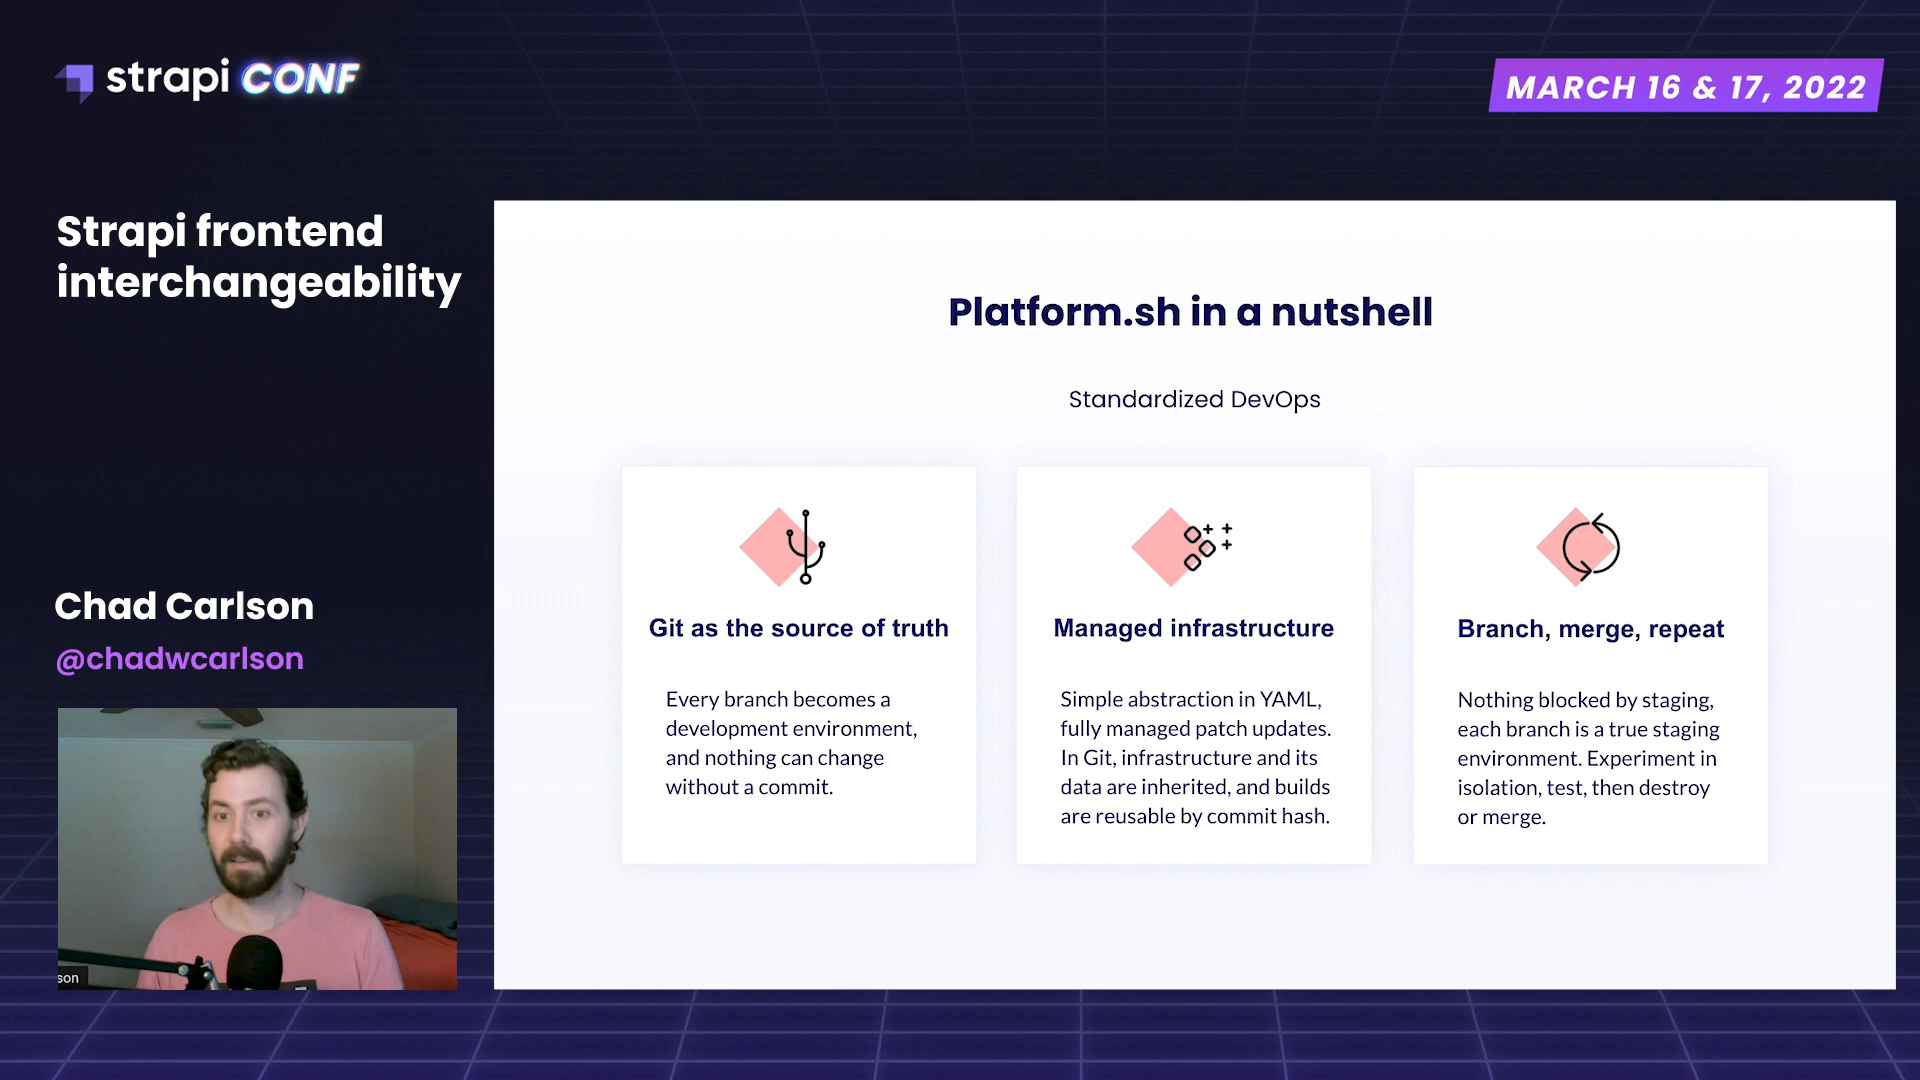 strapi CONF
MARCH 16 & 17, 2022
Strapi frontend
interchangeability
Chad Carlson
@chadwcarlson
son
Platform.sh in a nutshell
Standardized DevOps
Git as the source of truth
Every branch becomes a
development environment,
and nothing can change
without a commit.
Managed infrastructure
Simple abstraction in YAML,
fully managed patch updates.
In Git, infrastructure and its
data are inherited, and builds
are reusable by commit hash.
Branch, merge, repeat
Nothing blocked by staging,
each branch is a true staging
environment. Experiment in
isolation, test, then destroy
or merge.